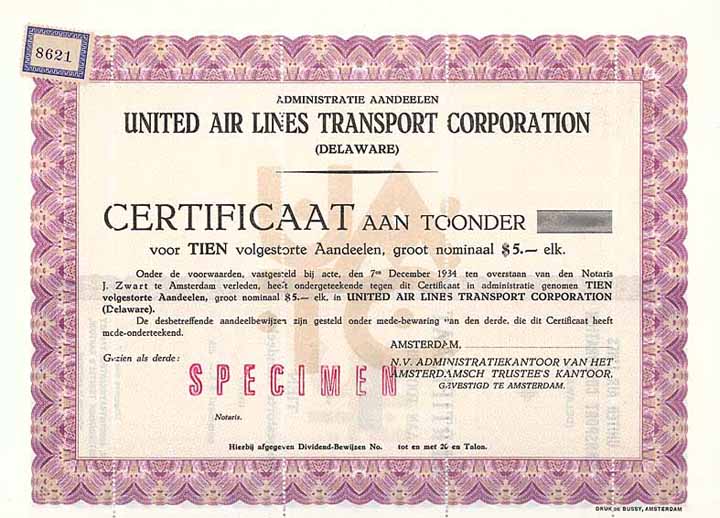 8621
ADMINISTRATIE AANDEELEN
UNITED AIR LINES TRANSPORT CORPORATION
(DELAWARE)
CERTIFICAAT AAN TOONDER
voor TIEN volgestorte Aandeelen, groot nominaal $5.— elk.
Onder de voorwaarden, vastgesteld bij acte, den 7den December 1934 ten overstaan van den Notaris
J. Zwart te Amsterdam verleden, heeft ondergeteekende tegen dit Certificaat in administratie genomen TIEN
volgestorte Aandeelen, groot nominaal $5.— elk. in UNITED AIR LINES TRANSPORT CORPORATION
(Delaware).
De desbetreffende aandeelbewijzen zijn gesteld onder mede-bewaring van den derde, die dit Certificaat heeft
mede-onderteekend.
AMSTERDAM,
Gezien als derde:
N.V. ADMINISTRATIEKANTOOR VAN HET
AMSTERDAMSCH TRUSTEE'S KANTOOR,
GEVESTIGD TE AMSTERDAM.
SPECIMEN
Notaris.
Hierbij afgegeven Dividend-Bewijzen No. tot en met 20 en Talon.
DRUK DE BUSSY, AMSTERDAM